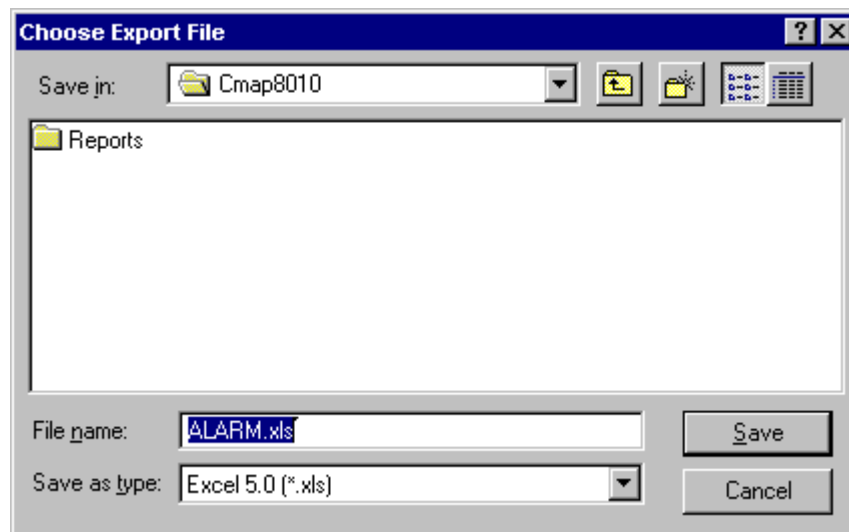 Choose Export File
Save in: Cmap8010
Reports
File name: ALARM.xls
Save
Save as type: Excel 5.0 (*.xls)
Cancel